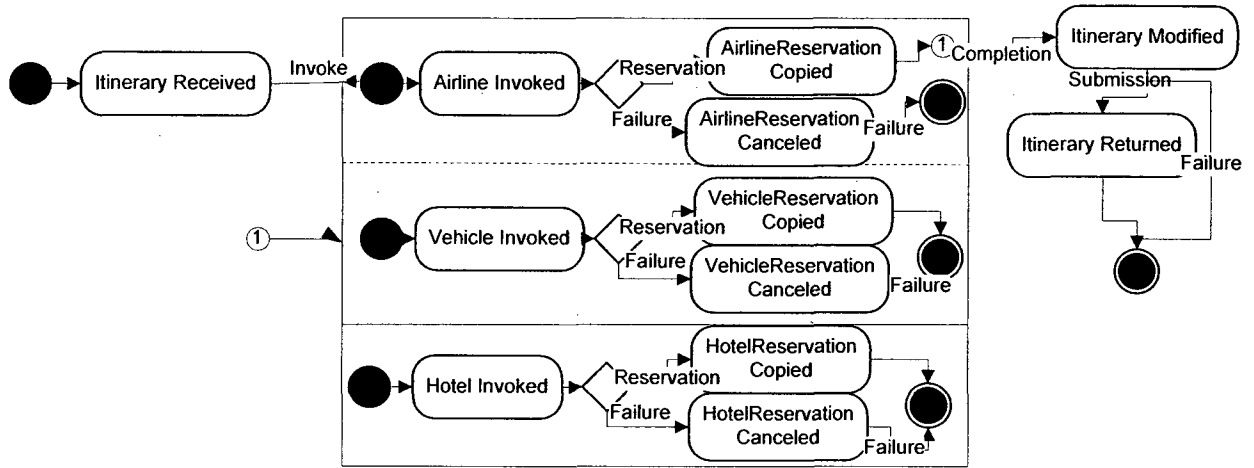 Itinerary Received
Invoke
Airline Invoked
Reservation
Failure
AirlineReservation
Copied
AirlineReservation
Canceled
Failure
1
Completion
Itinerary Modified
Submission
Itinerary Returned
Failure
1
Vehicle Invoked
Reservation
Failure
VehicleReservation
Copied
VehicleReservation
Canceled
Failure
Hotel Invoked
Reservation
Failure
HotelReservation
Copied
HotelReservation
Canceled
Failure